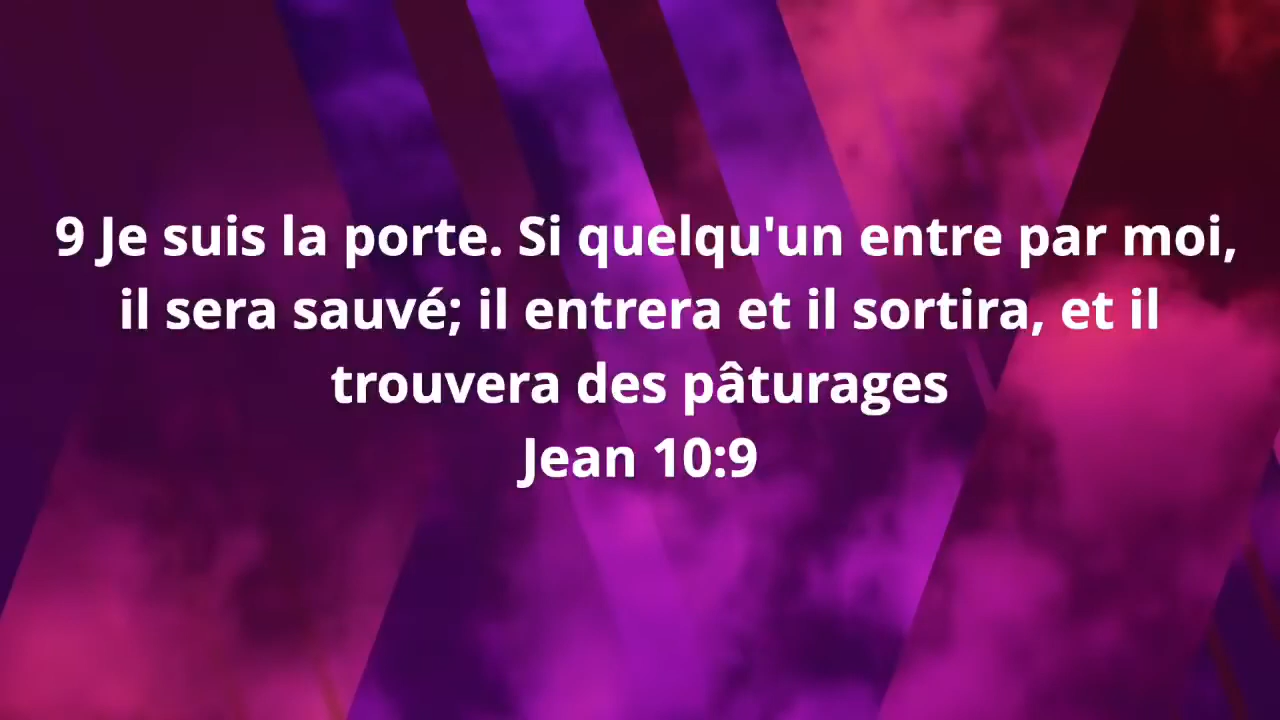 9 Je suis la porte. Si quelqu'un entre par moi,
il sera sauvé; il entrera et il sortira, et il
trouvera des pâturages
Jean 10:9